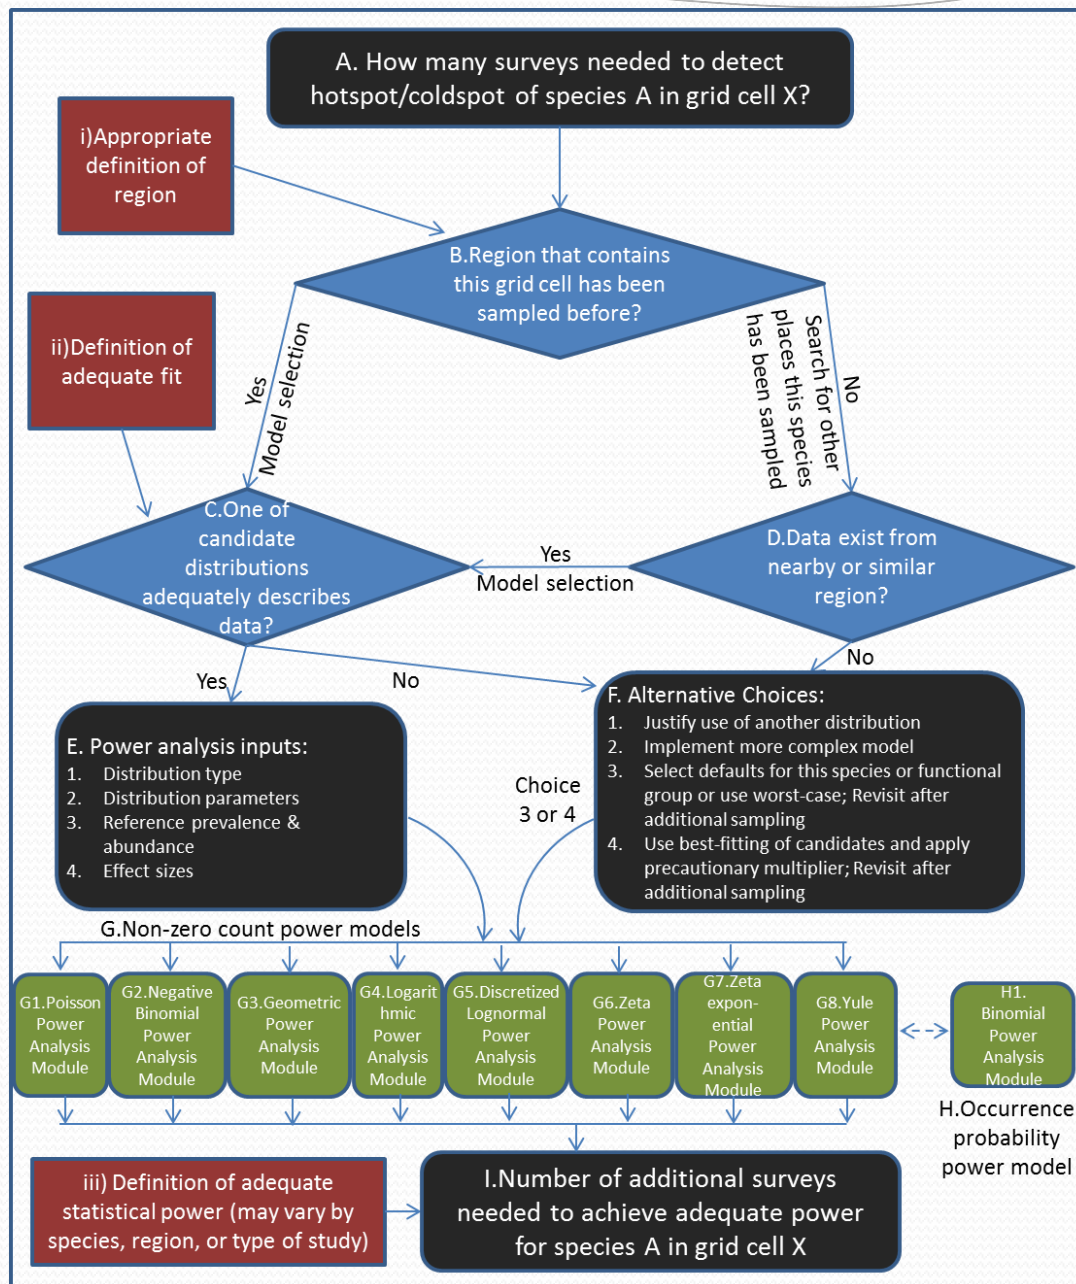 A. How many surveys needed to detect
hotspot/coldspot of species A in grid cell X?
i)Appropriate
definition of
region
B.Region that contains
this grid cell has been
sampled before?
ii)Definition of
adequate fit
Yes
Model selection
No
Search for other
places this species
has been sampled
C.One of
candidate
distributions
adequately describes
data?
Yes
Model selection
D.Data exist from
nearby or similar
region?
Yes
No
No
E. Power analysis inputs:
1. Distribution type
2. Distribution parameters
3. Reference prevalence &
abundance
4. Effect sizes
Choice
3 or 4
F. Alternative Choices:
1. Justify use of another distribution
2. Implement more complex model
3. Select defaults for this species or functional
group or use worst-case; Revisit after
additional sampling
4. Use best-fitting of candidates and apply
precautionary multiplier; Revisit after
additional sampling
G.Non-zero count power models
G1.Poisson
Power
Analysis
Module
G2.Negative
Binomial
Power
Analysis
Module
G3.Geometric
Power
Analysis
Module
G4.Logarit
hmic
Power
Analysis
Module
G5.Discretized
Lognormal
Power
Analysis
Module
G6.Zeta
Power
Analysis
Module
G7.Zeta
expon-
ential
Power
Analysis
Module
G8.Yule
Power
Analysis
Module
H1.
Binomial
Power
Analysis
Module
H.Occurrence
probability
power model
iii) Definition of adequate
statistical power (may vary by
species, region, or type of study)
I.Number of additional surveys
needed to achieve adequate power
for species A in grid cell X